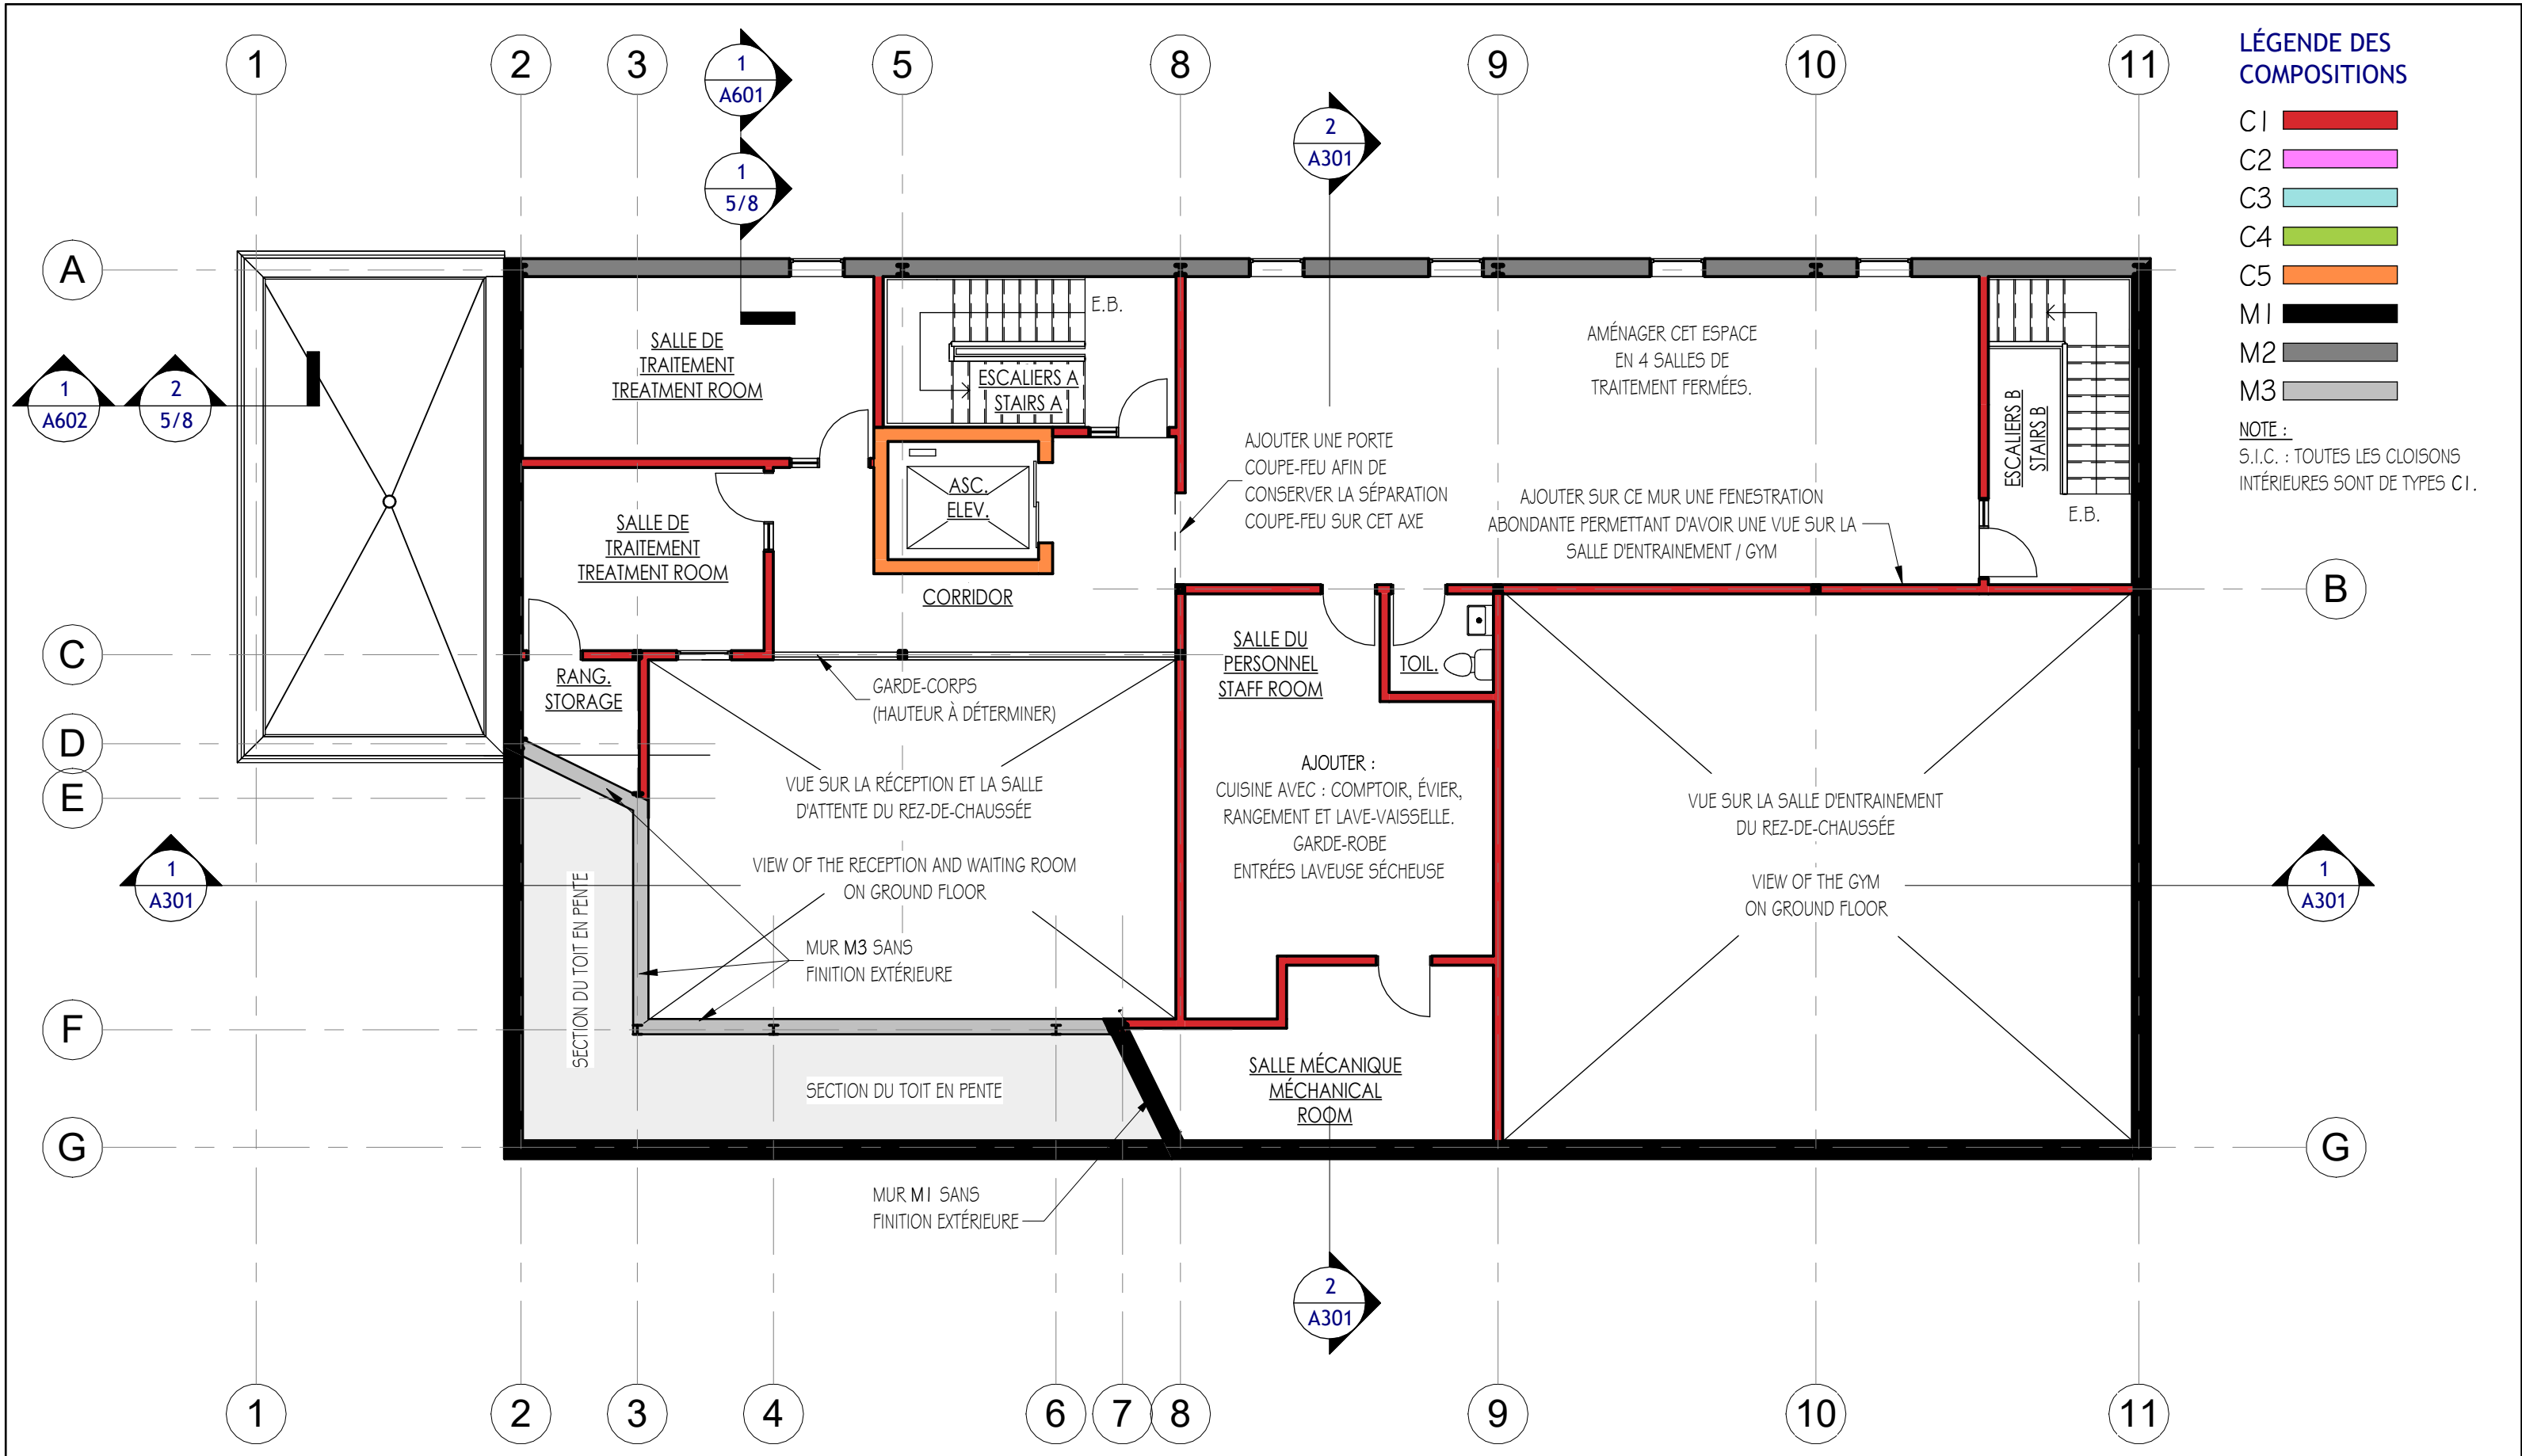 1
2
3
5
8
9
10
11
1
A601
1
5/8
2
A301
LÉGENDE DES
COMPOSITIONS
C1
C2
C3
C4
C5
M1
M2
M3
NOTE :
S.I.C. : TOUTES LES CLOISONS
INTÉRIEURES SONT DE TYPES C1.
A
B
C
D
E
F
G
G
1
A602
2
5/8
1
A301
1
A301
SALLE DE
TRAITEMENT
TREATMENT ROOM
E.B.
ESCALIERS A
STAIRS A
AMÉNAGER CET ESPACE
EN 4 SALLES DE
TRAITEMENT FERMÉES.
ESCALIERS B
STAIRS B
E.B.
AJOUTER UNE PORTE
COUPE-FEU AFIN DE
CONSERVER LA SÉPARATION
COUPE-FEU SUR CET AXE
AJOUTER SUR CE MUR UNE FENESTRATION
ABONDANTE PERMETTANT D'AVOIR UNE VUE SUR LA
SALLE D'ENTRAINEMENT / GYM
ASC.
ELEV.
SALLE DE
TRAITEMENT
TREATMENT ROOM
CORRIDOR
RANG.
STORAGE
GARDE-CORPS
(HAUTEUR À DÉTERMINER)
SALLE DU
PERSONNEL
STAFF ROOM
TOIL.
VUE SUR LA RÉCEPTION ET LA SALLE
D'ATTENTE DU REZ-DE-CHAUSSÉE
VIEW OF THE RECEPTION AND WAITING ROOM
ON GROUND FLOOR
AJOUTER :
CUISINE AVEC : COMPTOIR, ÉVIER,
RANGEMENT ET LAVE-VAISSELLE.
GARDE-ROBE
ENTRÉES LAVEUSE SÉCHEUSE
VUE SUR LA SALLE D'ENTRAINEMENT
DU REZ-DE-CHAUSSÉE
VIEW OF THE GYM
ON GROUND FLOOR
MUR M3 SANS
FINITION EXTÉRIEURE
SECTION DU TOIT EN PENTE
SECTION DU TOIT EN PENTE
SALLE MÉCANIQUE
MÉCHANICAL
ROOM
MUR M1 SANS
FINITION EXTÉRIEURE
2
A301
1
2
3
4
6
7
8
9
10
11